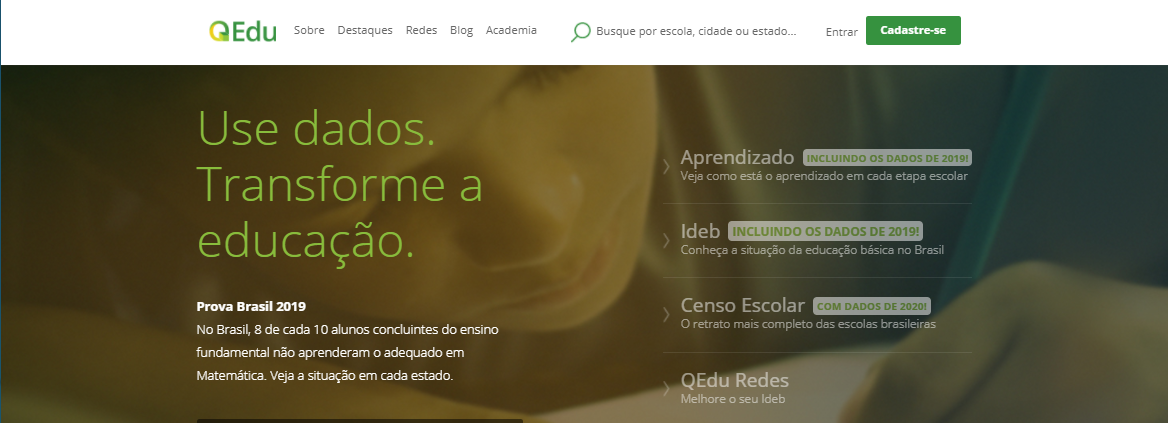 QEdu
Sobre Destaques Redes Blog Academia
Busque por escola, cidade ou estado...
Entrar
Cadastre-se
Use dados.
Transforme a
educação.
Prova Brasil 2019
No Brasil, 8 de cada 10 alunos concluintes do ensino
fundamental não aprenderam o adequado em
Matemática. Veja a situação em cada estado.
Aprendizado INCLUINDO OS DADOS DE 2019!
Veja como está o aprendizado em cada etapa escolar
Ideb INCLUINDO OS DADOS DE 2019!
Conheça a situação da educação básica no Brasil
Censo Escolar COM DADOS DE 2020!
O retrato mais completo das escolas brasileiras
QEdu Redes
Melhore o seu Ideb